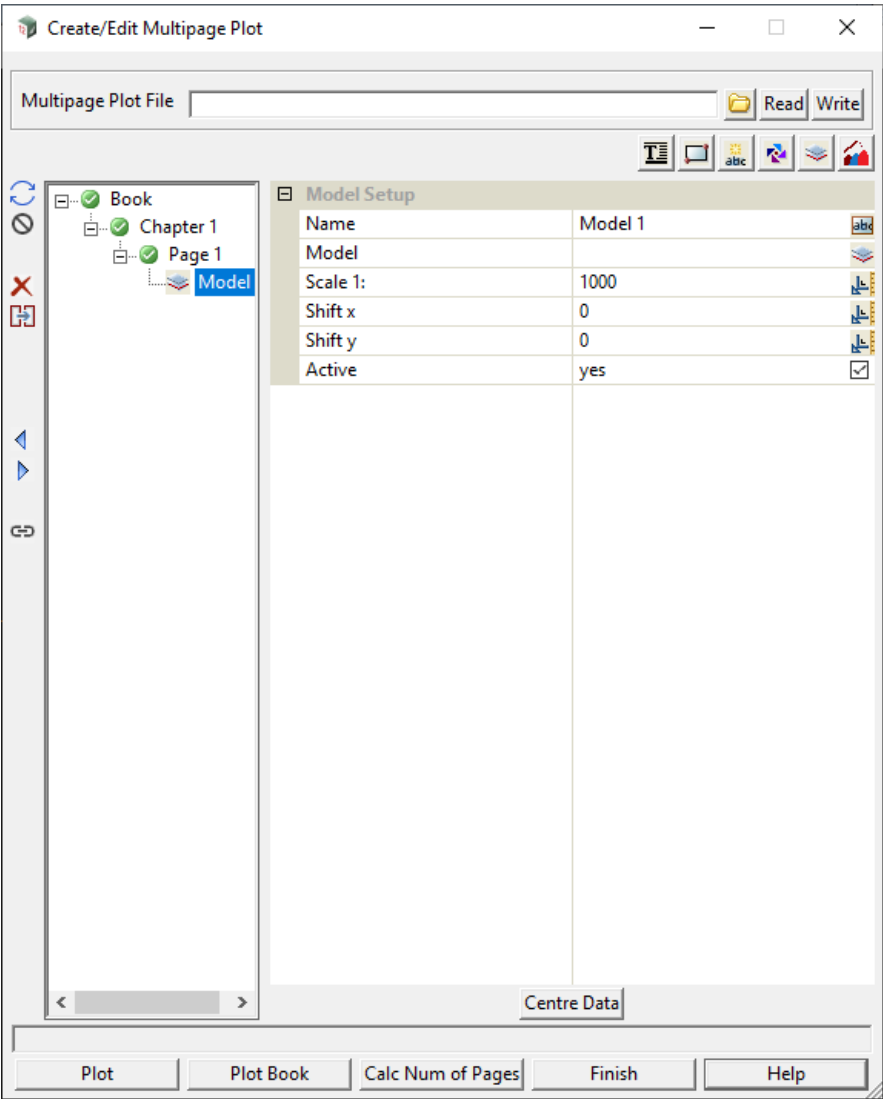 Create/Edit Multipage Plot
Multipage Plot File
Read
Write
abc
Book
Chapter 1
Page 1
Model
Model Setup
Name Model 1
Model
Scale 1: 1000
Shift x 0
Shift y 0
Active yes
Centre Data
Plot
Plot Book
Calc Num of Pages
Finish
Help